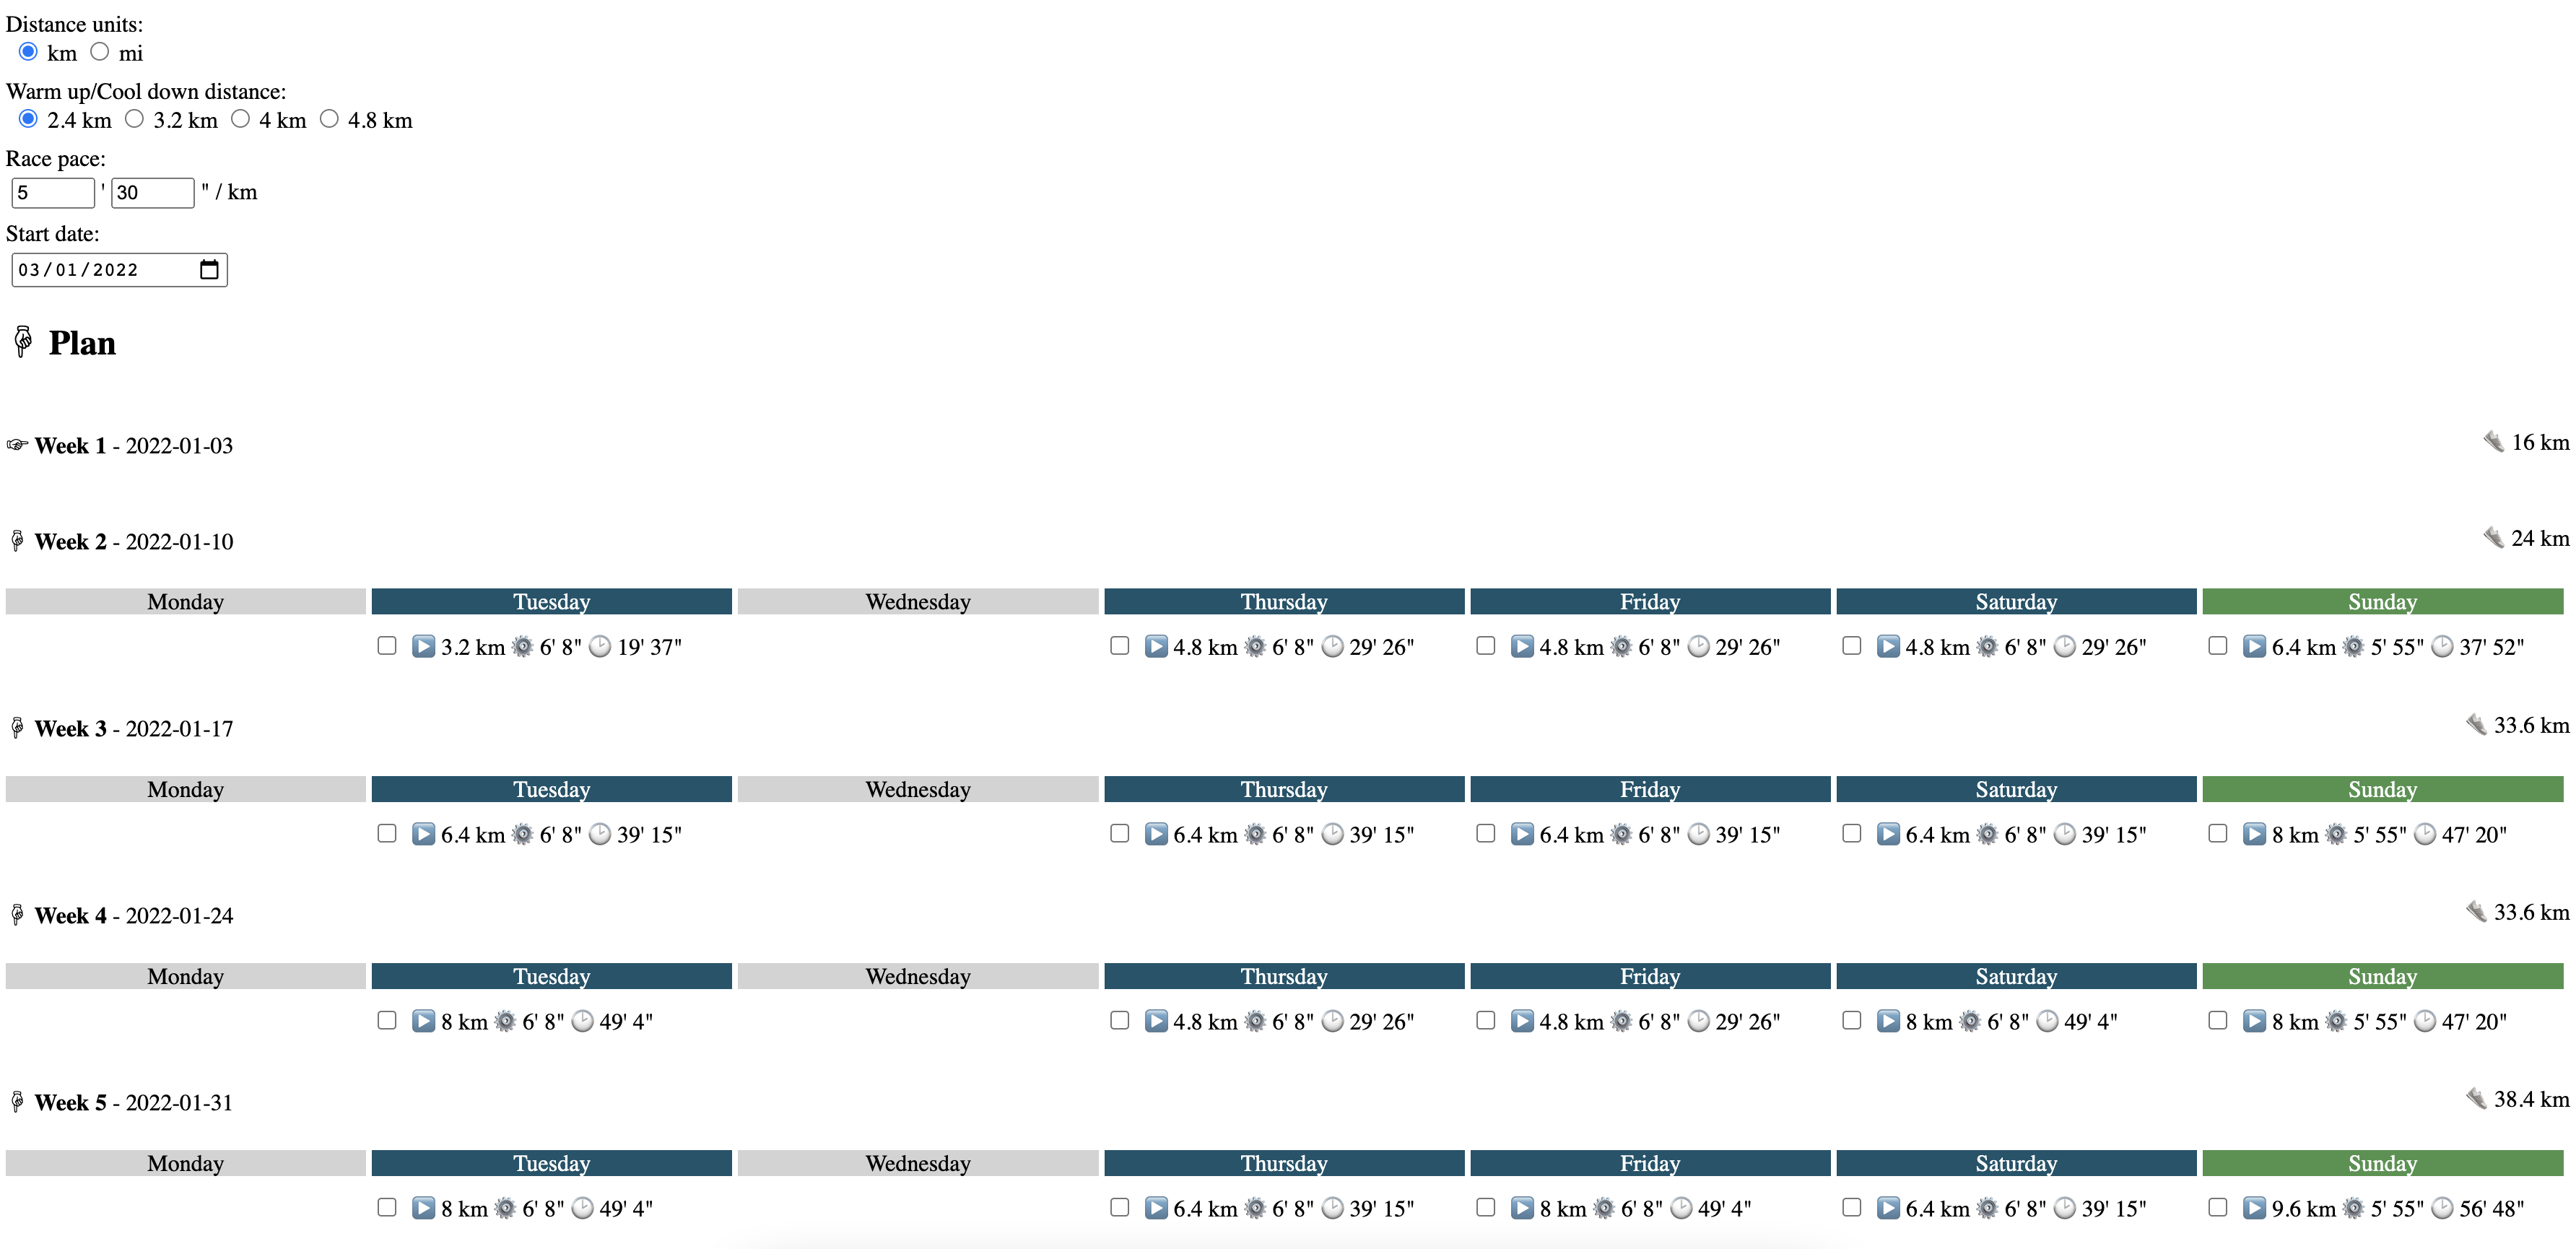 Distance units:
km mi
Warm up/Cool down distance:
2.4 km 3.2 km 4 km 4.8 km
Race pace:
5 ' 30 " / km
Start date:
03/01/2022
Plan
Week 1 - 2022-01-03 16 km
Week 2 - 2022-01-10 24 km
Monday Tuesday Wednesday Thursday Friday Saturday Sunday
3.2 km 6' 8" 19' 37" 4.8 km 6' 8" 29' 26" 4.8 km 6' 8" 29' 26" 4.8 km 6' 8" 29' 26" 6.4 km 5' 55" 37' 52"
Week 3 - 2022-01-17 33.6 km
Monday Tuesday Wednesday Thursday Friday Saturday Sunday
6.4 km 6' 8" 39' 15" 6.4 km 6' 8" 39' 15" 6.4 km 6' 8" 39' 15" 6.4 km 6' 8" 39' 15" 8 km 5' 55" 47' 20"
Week 4 - 2022-01-24 33.6 km
Monday Tuesday Wednesday Thursday Friday Saturday Sunday
8 km 6' 8" 49' 4" 4.8 km 6' 8" 29' 26" 4.8 km 6' 8" 29' 26" 8 km 6' 8" 49' 4" 8 km 5' 55" 47' 20"
Week 5 - 2022-01-31 38.4 km
Monday Tuesday Wednesday Thursday Friday Saturday Sunday
8 km 6' 8" 49' 4" 6.4 km 6' 8" 39' 15" 8 km 6' 8" 49' 4" 6.4 km 6' 8" 39' 15" 9.6 km 5' 55" 56' 48"